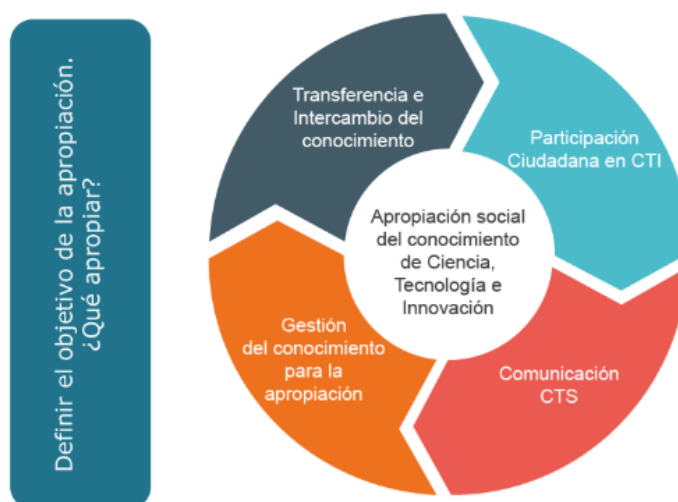 Definir el objetivo de la apropiación.
¿Qué apropiar?
Transferencia e
Intercambio del
conocimiento
Participación
Ciudadana en CTI
Apropiación social
del conocimiento
de Ciencia,
Tecnología e
Innovación
Gestión
del conocimiento
para la
apropiación
Comunicación
CTS